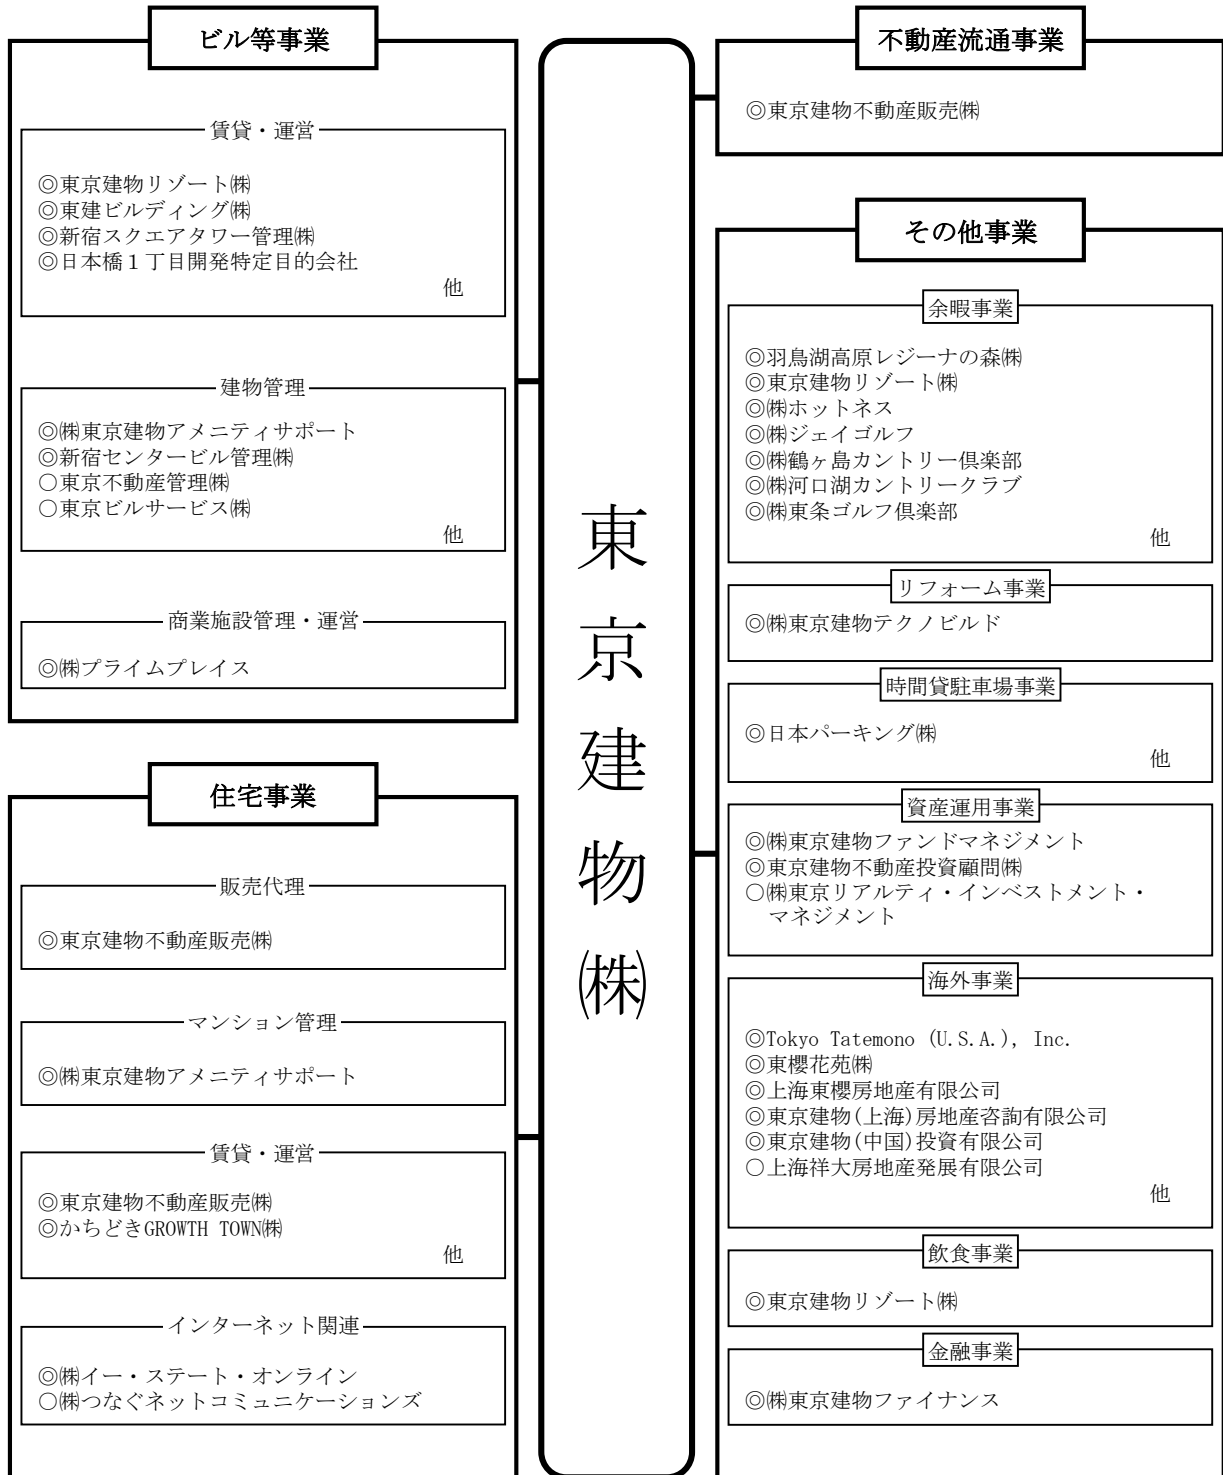 ビル等事業
賃貸・運営
◎東京建物リゾート㈱
◎東建ビルディング㈱
◎新宿スクエアタワー管理㈱
◎日本橋１丁目開発特定目的会社
他
建物管理
◎㈱東京建物アメニティサポート
◎新宿センタービル管理㈱
○東京不動産管理㈱
○東京ビルサービス㈱
他
商業施設管理・運営
◎㈱プライムプレイス
住宅事業
販売代理
◎東京建物不動産販売㈱
マンション管理
◎㈱東京建物アメニティサポート
賃貸・運営
◎東京建物不動産販売㈱
◎かちどきGROWTH TOWN㈱
他
インターネット関連
◎㈱イー・ステート・オンライン
○㈱つなぐネットコミュニケーションズ
東京建物㈱
不動産流通事業
◎東京建物不動産販売㈱
その他事業
余暇事業
◎羽鳥湖高原レジーナの森㈱
◎東京建物リゾート㈱
◎㈱ホットネス
◎㈱ジェイゴルフ
◎㈱鶴ヶ島カントリー倶楽部
◎㈱河口湖カントリークラブ
◎㈱東条ゴルフ倶楽部
他
リフォーム事業
◎㈱東京建物テクノビルド
時間貸駐車場事業
◎日本パーキング㈱
他
資産運用事業
◎㈱東京建物ファンドマネジメント
◎東京建物不動産投資顧問㈱
○㈱東京リアルティ・インベストメント・
マネジメント
海外事業
◎Tokyo Tatemono (U.S.A.), Inc.
◎東櫻花苑㈱
◎上海東櫻房地産有限公司
◎東京建物(上海)房地産咨詢有限公司
◎東京建物(中国)投資有限公司
○上海祥大房地産発展有限公司
他
飲食事業
◎東京建物リゾート㈱
金融事業
◎㈱東京建物ファイナンス